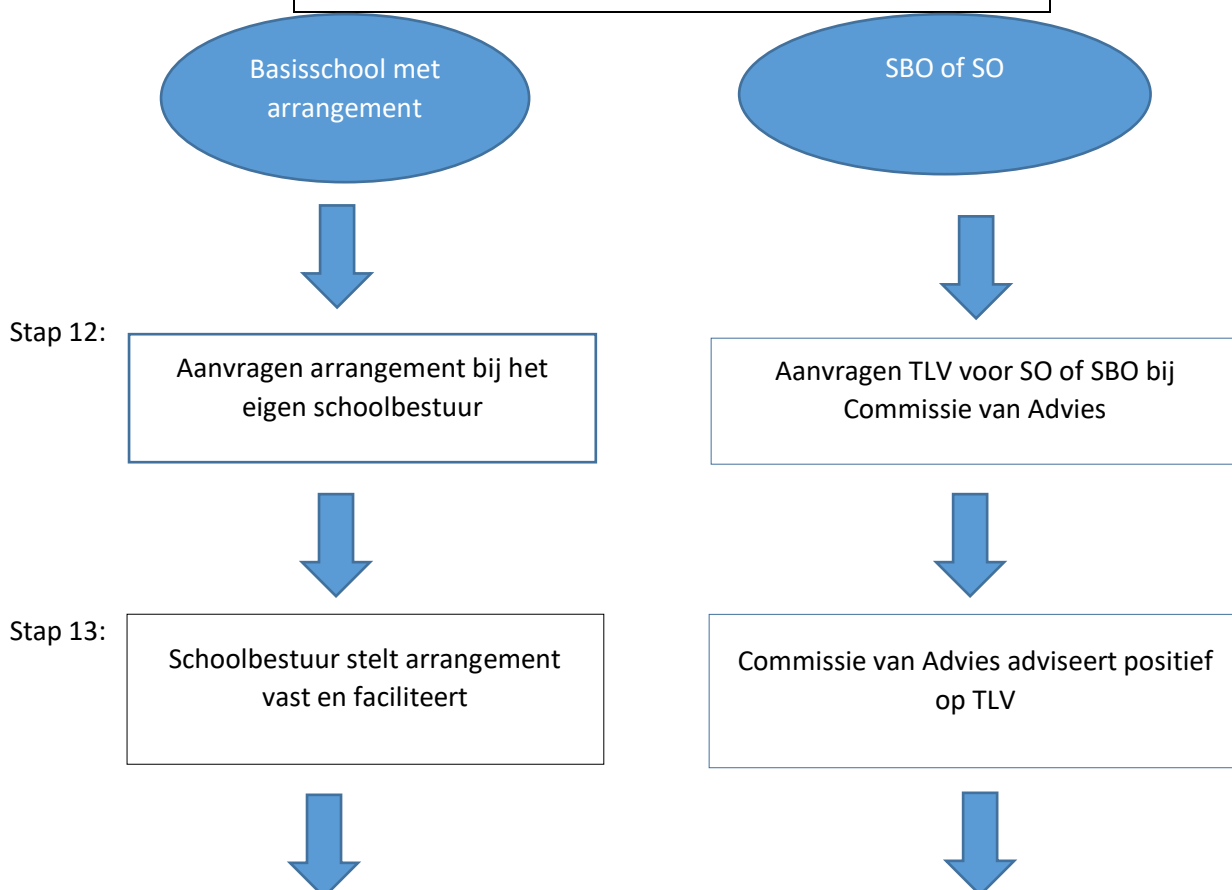 Basisschool met
arrangement
SBO of SO
Stap 12:
Aanvragen arrangement bij het
eigen schoolbestuur
Aanvragen TLV voor SO of SBO bij
Commissie van Advies
Stap 13:
Schoolbestuur stelt arrangement
vast en faciliteert
Commissie van Advies adviseert positief
op TLV